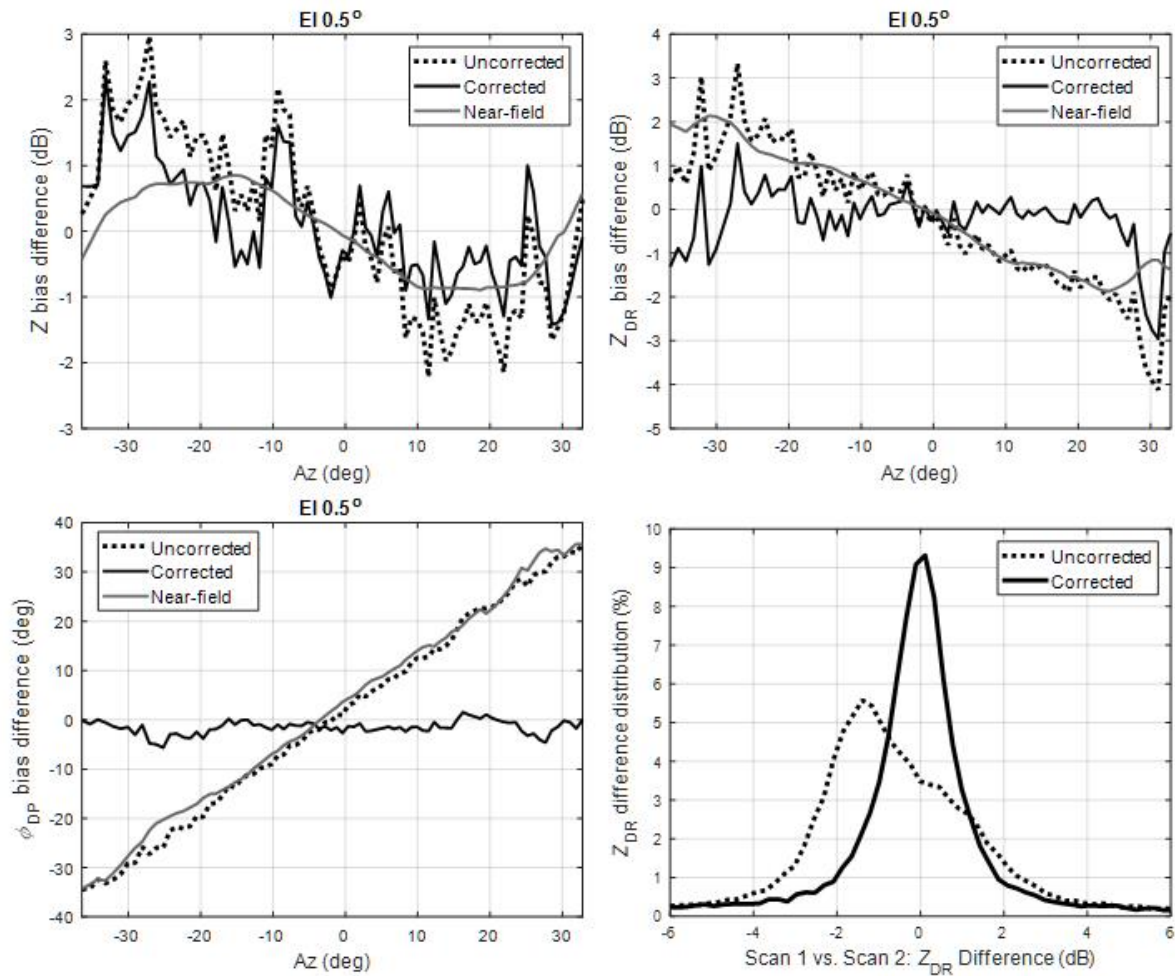 El 0.5°
Uncorrected
Corrected
Near-field
Z bias difference (dB)
3
2
1
0
-1
-2
-3
-30 -20 -10 0 10 20 30
Az (deg)
El 0.5°
Uncorrected
Corrected
Near-field
Z_DR bias difference (dB)
4
3
2
1
0
-1
-2
-3
-4
-5
-30 -20 -10 0 10 20 30
Az (deg)
El 0.5°
Uncorrected
Corrected
Near-field
ϕ_DP bias difference (deg)
40
30
20
10
0
-10
-20
-30
-40
-30 -20 -10 0 10 20 30
Az (deg)
Uncorrected
Corrected
Z_DR difference distribution (%)
10
9
8
7
6
5
4
3
2
1
0
-6 -4 -2 0 2 4 6
Scan 1 vs. Scan 2: Z_DR Difference (dB)